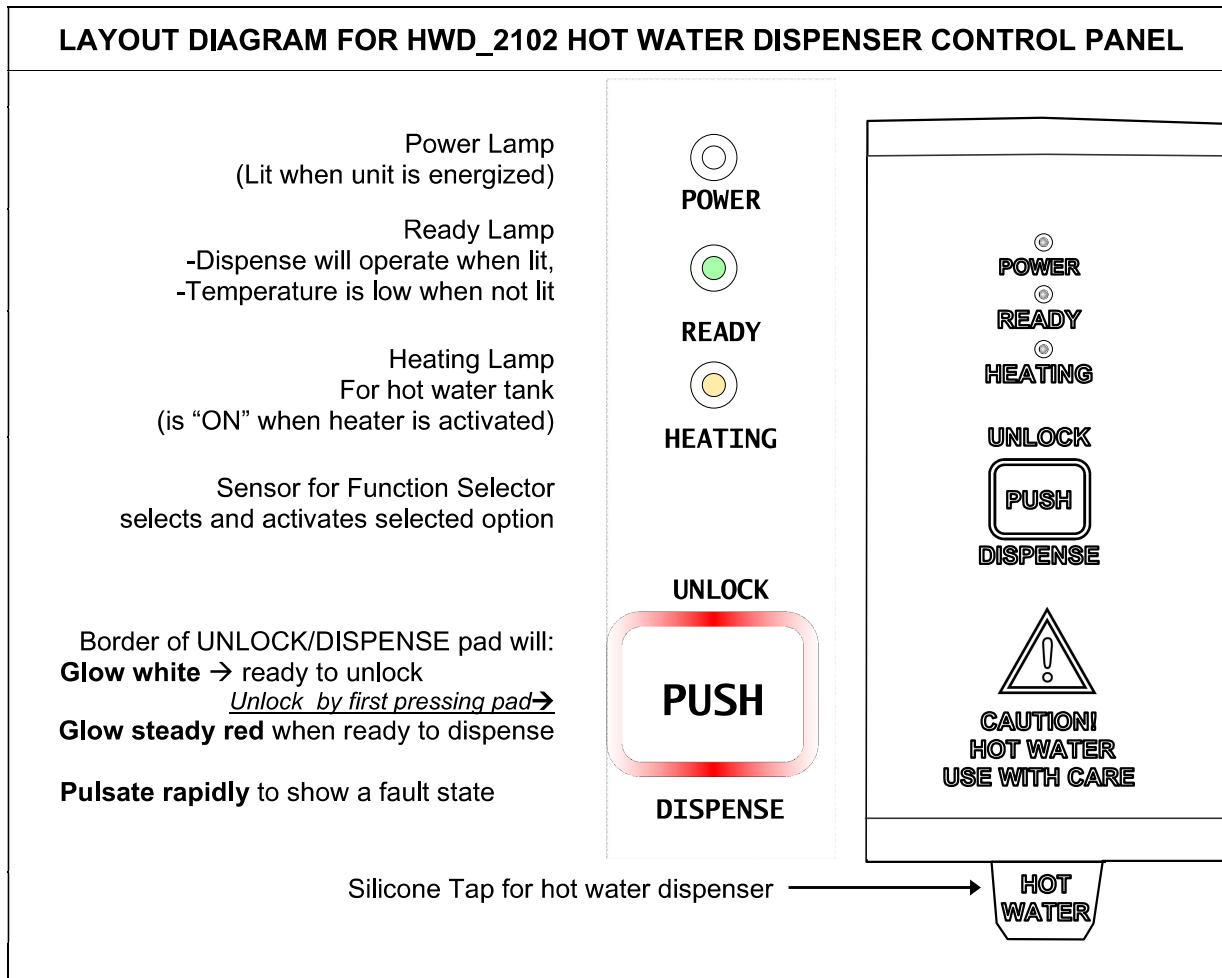 LAYOUT DIAGRAM FOR HWD_2102 HOT WATER DISPENSER CONTROL PANEL
Power Lamp
(Lit when unit is energized)
Ready Lamp
-Dispense will operate when lit,
-Temperature is low when not lit
Heating Lamp
For hot water tank
(is “ON” when heater is activated)
Sensor for Function Selector
selects and activates selected option
Border of UNLOCK/DISPENSE pad will:
Glow white → ready to unlock
Unlock by first pressing pad→
Glow steady red when ready to dispense
Pulsate rapidly to show a fault state
Silicone Tap for hot water dispenser
POWER
READY
HEATING
UNLOCK
PUSH
DISPENSE
POWER
READY
HEATING
UNLOCK
PUSH
DISPENSE
!
CAUTION!
HOT WATER
USE WITH CARE
HOT
WATER